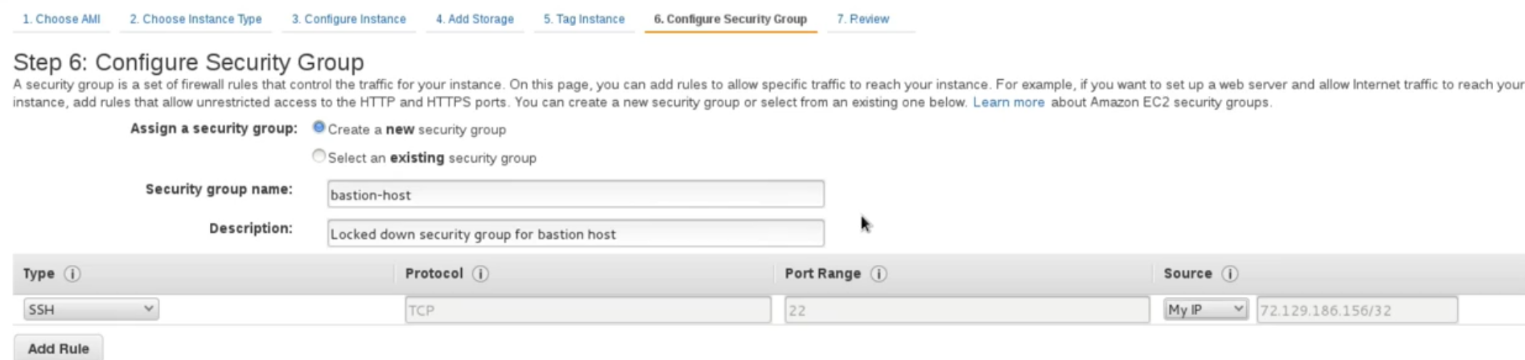 1. Choose AMI 2. Choose Instance Type 3. Configure Instance 4. Add Storage 5. Tag Instance 6. Configure Security Group 7. Review
Step 6: Configure Security Group
A security group is a set of firewall rules that control the traffic for your instance. On this page, you can add rules to allow specific traffic to reach your instance. For example, if you want to set up a web server and allow Internet traffic to reach your
instance, add rules that allow unrestricted access to the HTTP and HTTPS ports. You can create a new security group or select from an existing one below. Learn more about Amazon EC2 security groups.
Assign a security group: Create a new security group
Select an existing security group
Security group name: bastion-host
Description: Locked down security group for bastion host
Type i Protocol i Port Range i Source i
SSH TCP 22 My IP 72.129.186.156/32
Add Rule